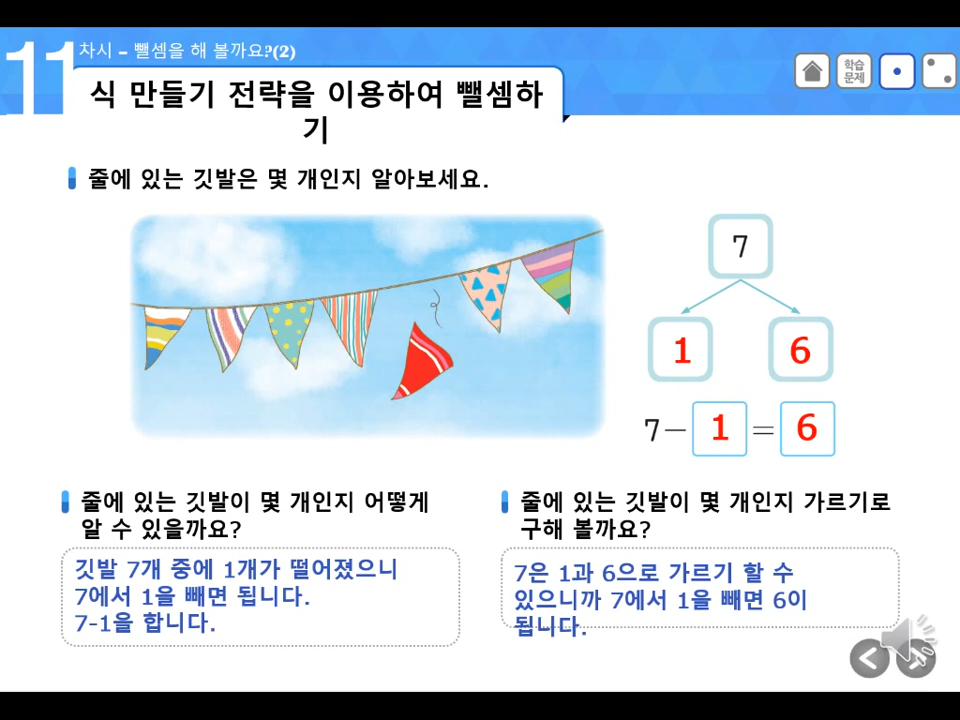 11
차시 – 뺄셈을 해 볼까요?(2)
학습
문제
식 만들기 전략을 이용하여 뺄셈하
기
줄에 있는 깃발은 몇 개인지 알아보세요.
7
1 6
7－1＝6
줄에 있는 깃발이 몇 개인지 어떻게
알 수 있을까요?
깃발 7개 중에 1개가 떨어졌으니
7에서 1을 빼면 됩니다.
7-1을 합니다.
줄에 있는 깃발이 몇 개인지 가르기로
구해 볼까요?
7은 1과 6으로 가르기 할 수
있으니까 7에서 1을 빼면 6이
됩니다.